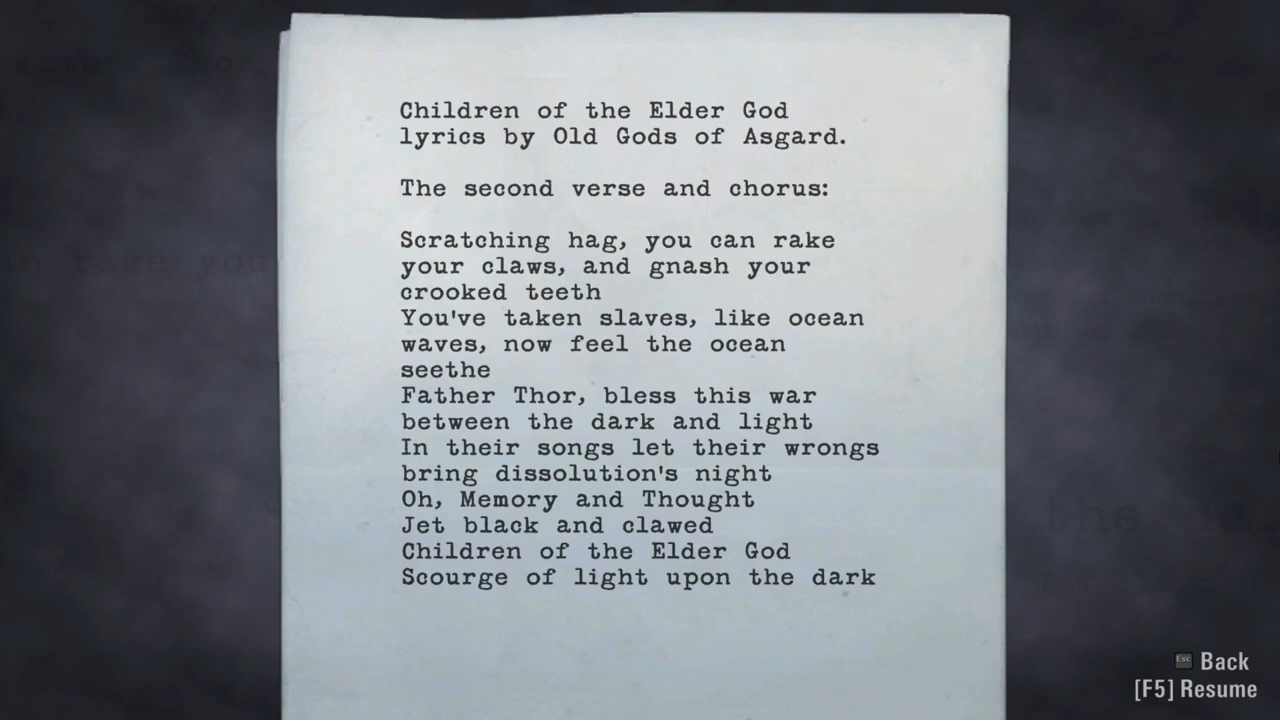 Children of the Elder God
lyrics by Old Gods of Asgard.
The second verse and chorus:
Scratching hag, you can rake
your claws, and gnash your
crooked teeth
You've taken slaves, like ocean
waves, now feel the ocean
seethe
Father Thor, bless this war
between the dark and light
In their songs let their wrongs
bring dissolution's night
Oh, Memory and Thought
Jet black and clawed
Children of the Elder God
Scourge of light upon the dark
Esc Back
[F5] Resume